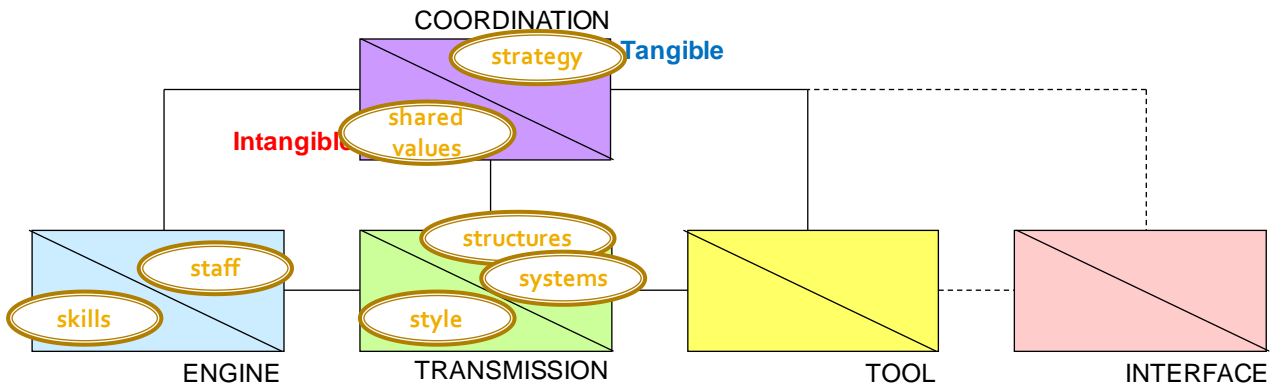 COORDINATION
strategy
Tangible
shared
values
Intangible
structures
staff
systems
skills
style
ENGINE
TRANSMISSION
TOOL
INTERFACE